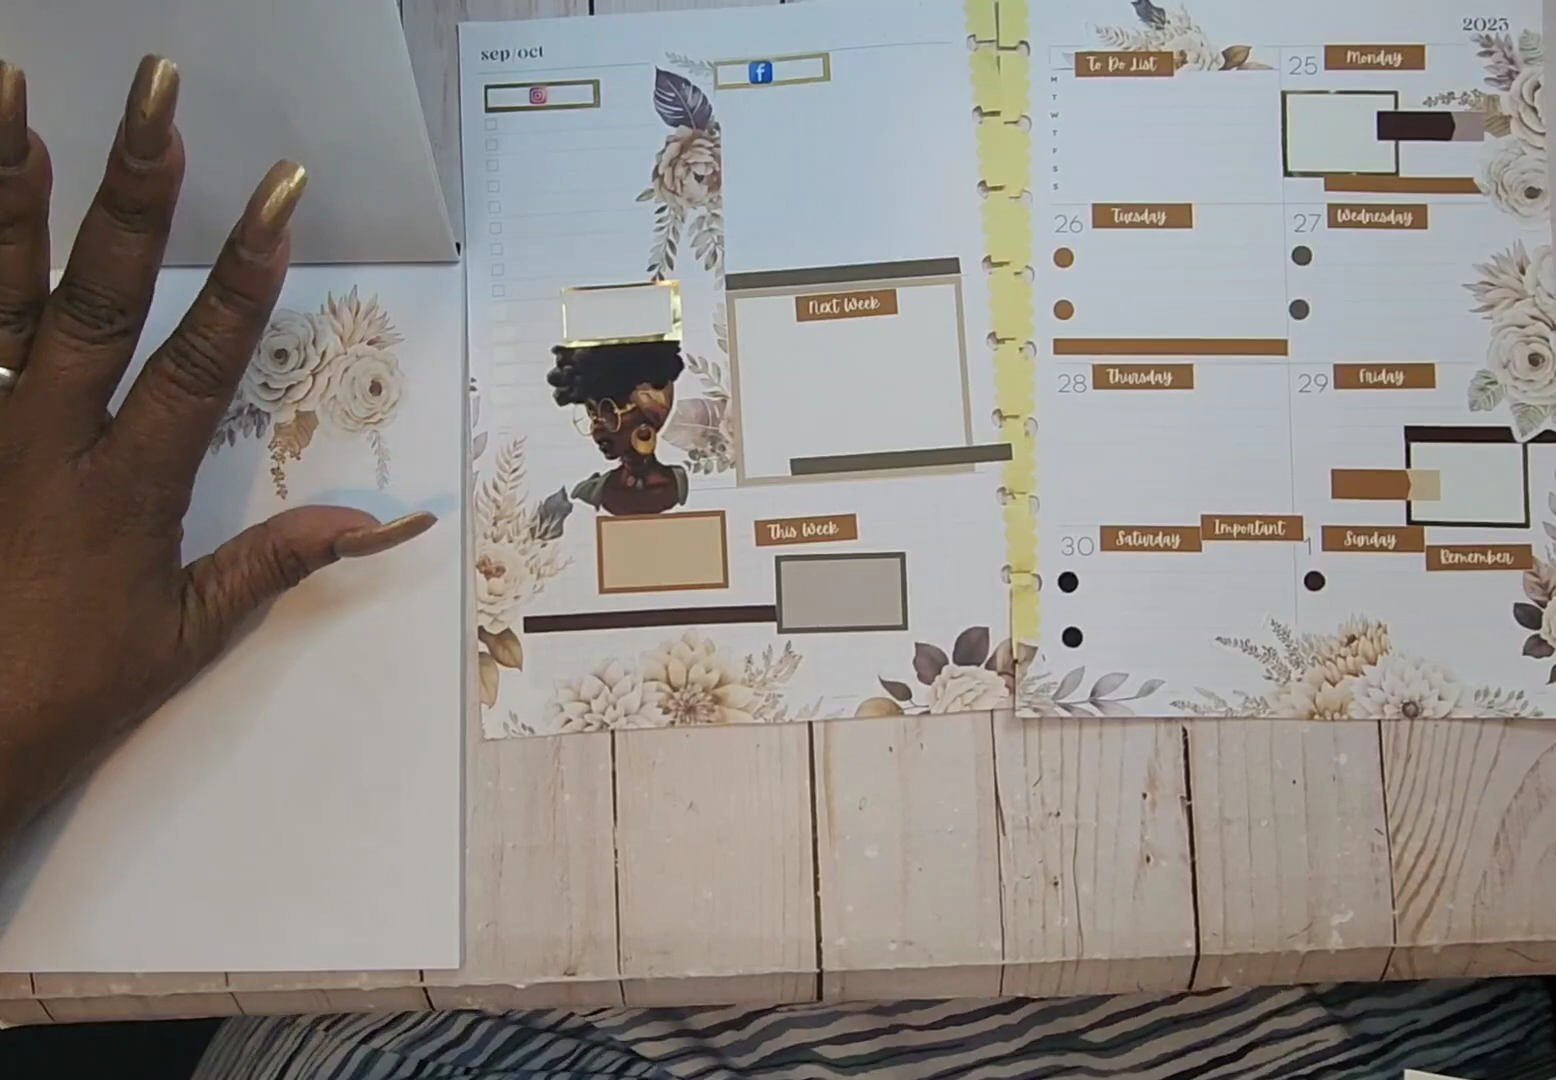 sep/oct
f
Next Week
This Week
2023
To Do List
M
T
W
T
F
S
S
25 Monday
26 Tuesday
27 Wednesday
28 Thursday
29 Friday
30 Saturday
Important
1 Sunday
Remember